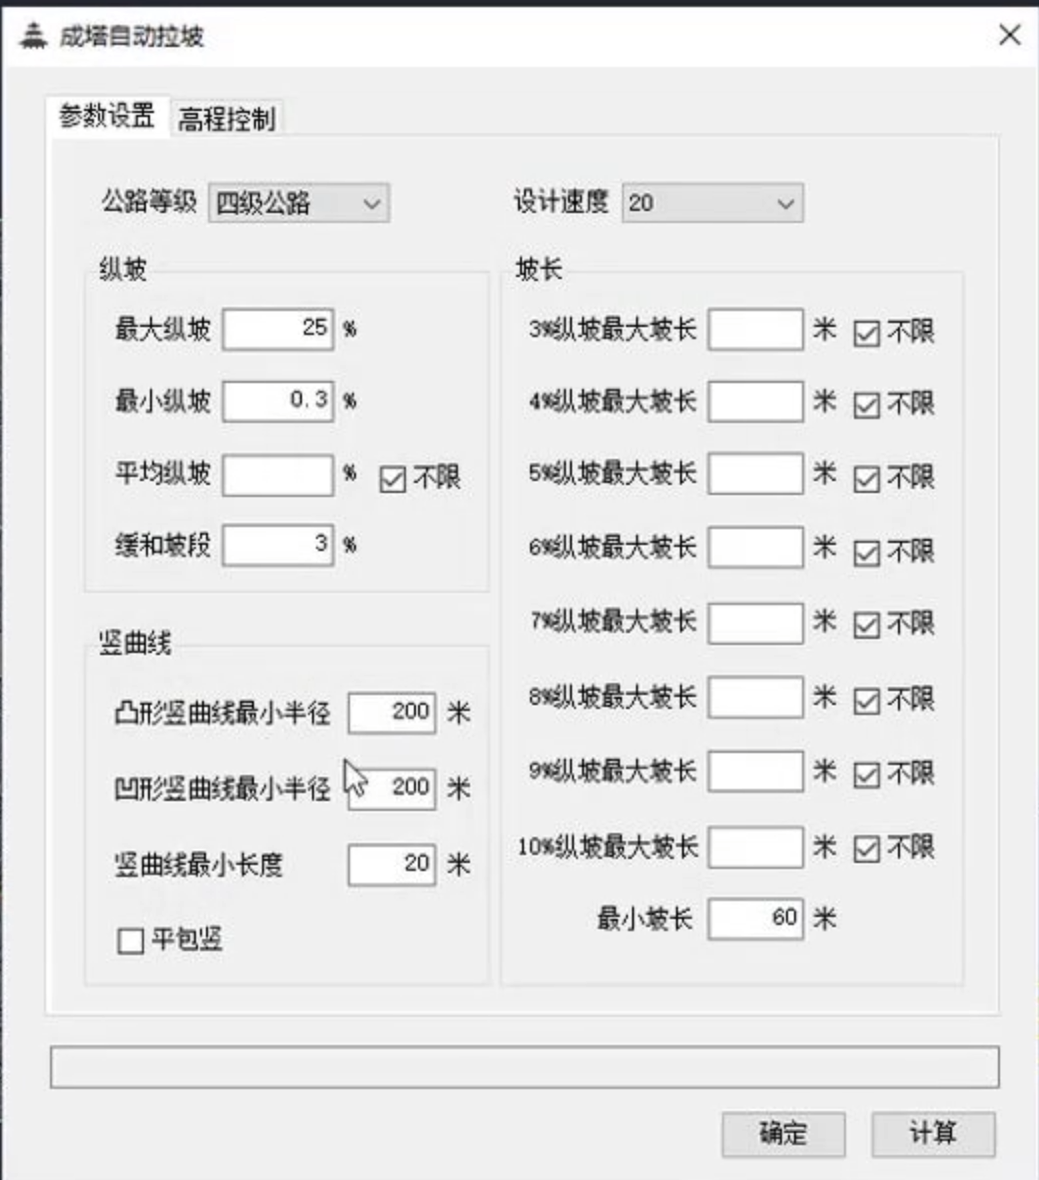 成塔自动拉坡
参数设置 高程控制
公路等级 四级公路 设计速度 20
纵坡
最大纵坡 25 %
最小纵坡 0.3 %
平均纵坡 % 不限
缓和坡段 3 %
竖曲线
凸形竖曲线最小半径 200 米
凹形竖曲线最小半径 200 米
竖曲线最小长度 20 米
平包竖
坡长
3%纵坡最大坡长 米 不限
4%纵坡最大坡长 米 不限
5%纵坡最大坡长 米 不限
6%纵坡最大坡长 米 不限
7%纵坡最大坡长 米 不限
8%纵坡最大坡长 米 不限
9%纵坡最大坡长 米 不限
10%纵坡最大坡长 米 不限
最小坡长 60 米
确定 计算